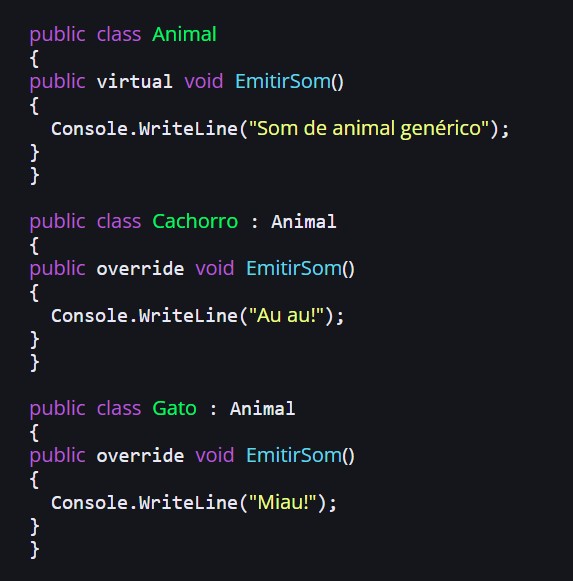 public class Animal
{
public virtual void EmitirSom()
{
  Console.WriteLine("Som de animal genérico");
}
}

public class Cachorro : Animal
{
public override void EmitirSom()
{
  Console.WriteLine("Au au!");
}
}

public class Gato : Animal
{
public override void EmitirSom()
{
  Console.WriteLine("Miau!");
}
}